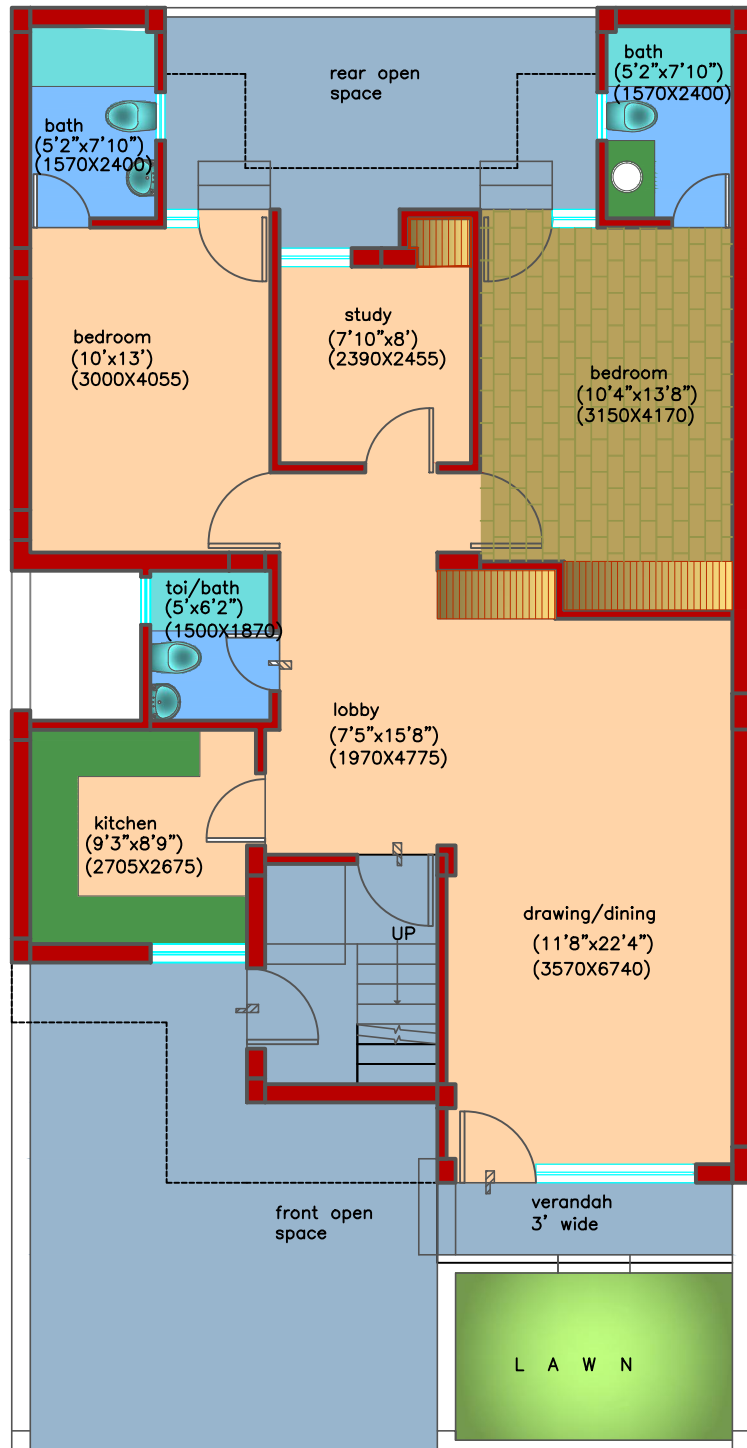 rear open
space
bath
(5'2"x7'10")
(1570X2400)
bath
(5'2"x7'10")
(1570X2400)
bedroom
(10'x13')
(3000X4055)
study
(7'10"x8')
(2390X2455)
bedroom
(10'4"x13'8")
(3150X4170)
toi/bath
(5'x6'2")
(1500X1870)
lobby
(7'5"x15'8")
(1970X4775)
kitchen
(9'3"x8'9")
(2705X2675)
drawing/dining
(11'8"x22'4")
(3570X6740)
UP
front open
space
verandah
3' wide
L A W N